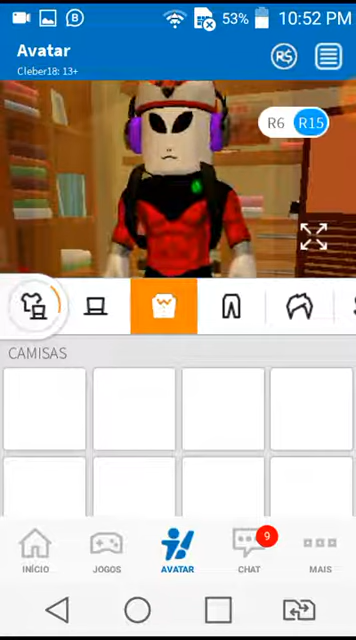 53% 10:52 PM
Avatar
Cleber18: 13+
R$
R6 R15
CAMISAS
9
INÍCIO JOGOS AVATAR CHAT MAIS